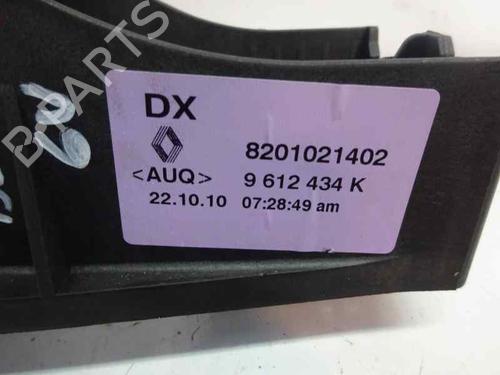 B-PARTS
DX
8201021402
<AUQ> 9 612 434 K
22.10.10 07:28:49 am